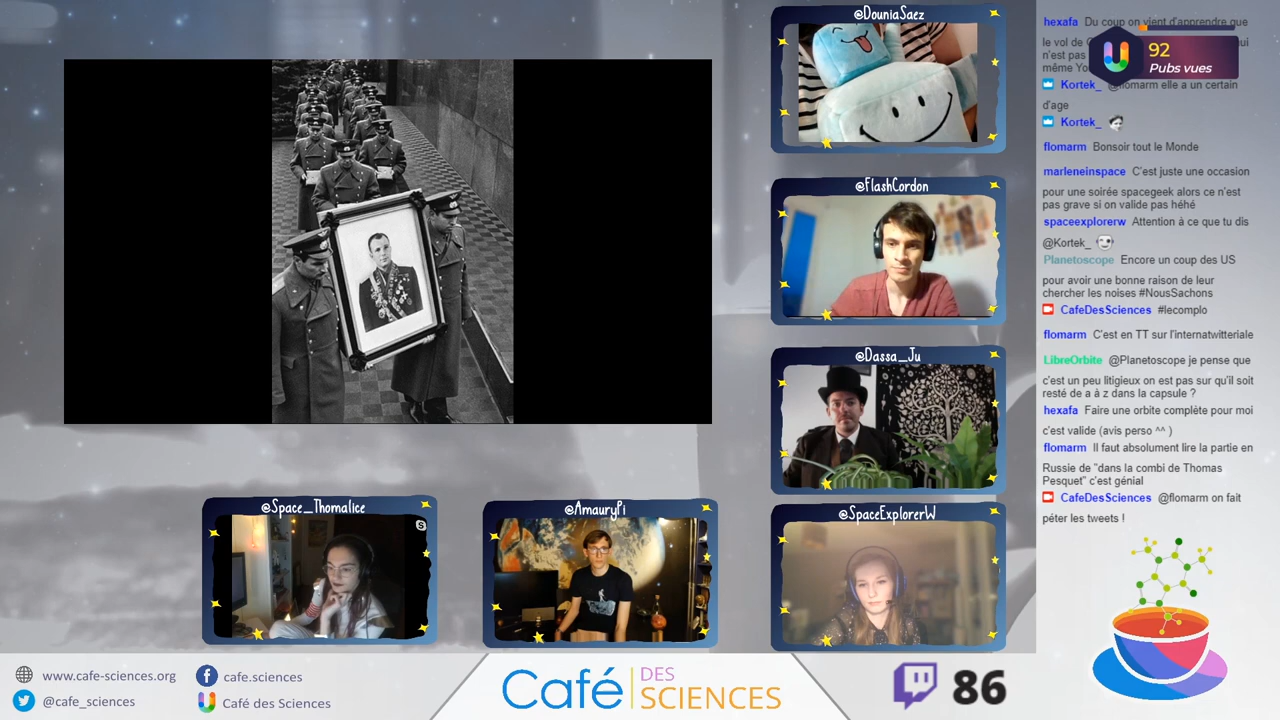 @DouniaSaez
@FlashCordon
@Dassa_Ju
@Space_Thomalice
@AmauryPi
@SpaceExplorerW
hexafa Du coup on vient d'apprendre que
le vol de
n'est pas
même
92
Pubs vues
Kortek_ @flomarm elle a un certain
d'age
Kortek_
flomarm Bonsoir tout le Monde
marleneinspace C'est juste une occasion
pour une soirée spacegeek alors ce n'est
pas grave si on valide pas héhé
spaceexplorerw Attention à ce que tu dis
@Kortek_
Planetoscope Encore un coup des US
pour avoir une bonne raison de leur
chercher les noises #NousSachons
CafeDesSciences #lecomplo
flomarm C'est en TT sur l'internatwitteriale
LibreOrbite @Planetoscope je pense que
c'est un peu litigieux on est pas sur qu'il soit
resté de a à z dans la capsule ?
hexafa Faire une orbite complète pour moi
c'est valide (avis perso ^^ )
flomarm Il faut absolument lire la partie en
Russie de "dans la combi de Thomas
Pesquet" c'est génial
CafeDesSciences @flomarm on fait
péter les tweets !
www.cafe-sciences.org
@cafe_sciences
cafe.sciences
Café des Sciences
Café DES
SCIENCES
86